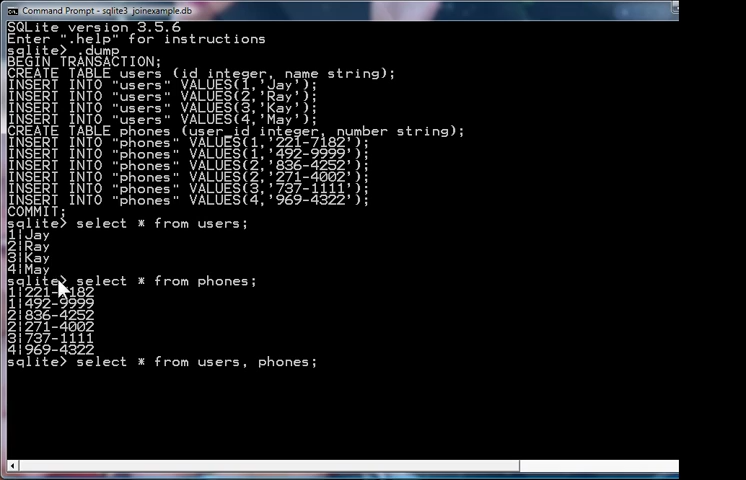 Command Prompt - sqlite3 joinexample.db
SQLite version 3.5.6
Enter ".help" for instructions
sqlite> .dump
BEGIN TRANSACTION;
CREATE TABLE users (id integer, name string);
INSERT INTO "users" VALUES(1,'Jay');
INSERT INTO "users" VALUES(2,'Ray');
INSERT INTO "users" VALUES(3,'Kay');
INSERT INTO "users" VALUES(4,'May');
CREATE TABLE phones (user_id integer, number string);
INSERT INTO "phones" VALUES(1,'221-7182');
INSERT INTO "phones" VALUES(1,'492-9999');
INSERT INTO "phones" VALUES(2,'836-4252');
INSERT INTO "phones" VALUES(2,'271-4002');
INSERT INTO "phones" VALUES(3,'737-1111');
INSERT INTO "phones" VALUES(4,'969-4322');
COMMIT;
sqlite> select * from users;
1|Jay
2|Ray
3|Kay
4|May
sqlite> select * from phones;
1|221-7182
1|492-9999
2|836-4252
2|271-4002
3|737-1111
4|969-4322
sqlite> select * from users, phones;